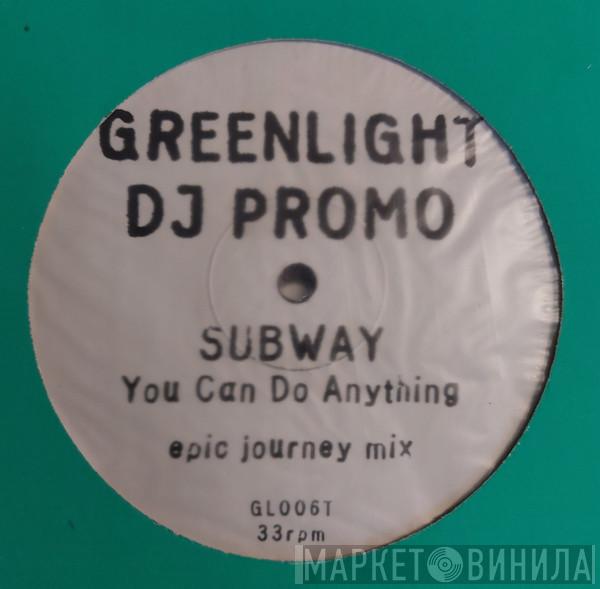 GREENLIGHT
DJ PROMO
SUBWAY
You Can Do Anything
epic journey mix
GL006T
33rpm
МАРКЕТ ВИНИЛА